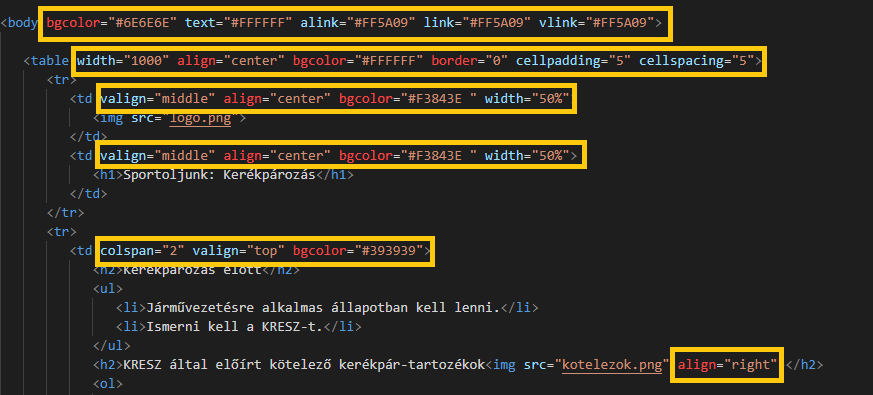 <body bgcolor="#6E6E6E" text="#FFFFFF" alink="#FF5A09" link="#FF5A09" vlink="#FF5A09">
<table width="1000" align="center" bgcolor="#FFFFFF" border="0" cellpadding="5" cellspacing="5">
<tr>
<td valign="middle" align="center" bgcolor="#F3843E " width="50%"
<img src="logo.png">
</td>
<td valign="middle" align="center" bgcolor="#F3843E " width="50%">
<h1>Sportoljunk: Kerékpározás</h1>
</td>
</tr>
<tr>
<td colspan="2" valign="top" bgcolor="#393939">
<h2>Kerékpározás előtt</h2>
<ul>
<li>Járművezetésre alkalmas állapotban kell lenni.</li>
<li>Ismerni kell a KRESZ-t.</li>
</ul>
<h2>KRESZ által előírt kötelező kerékpár-tartozékok<img src="kotelezok.png" align="right" </h2>
<ol>